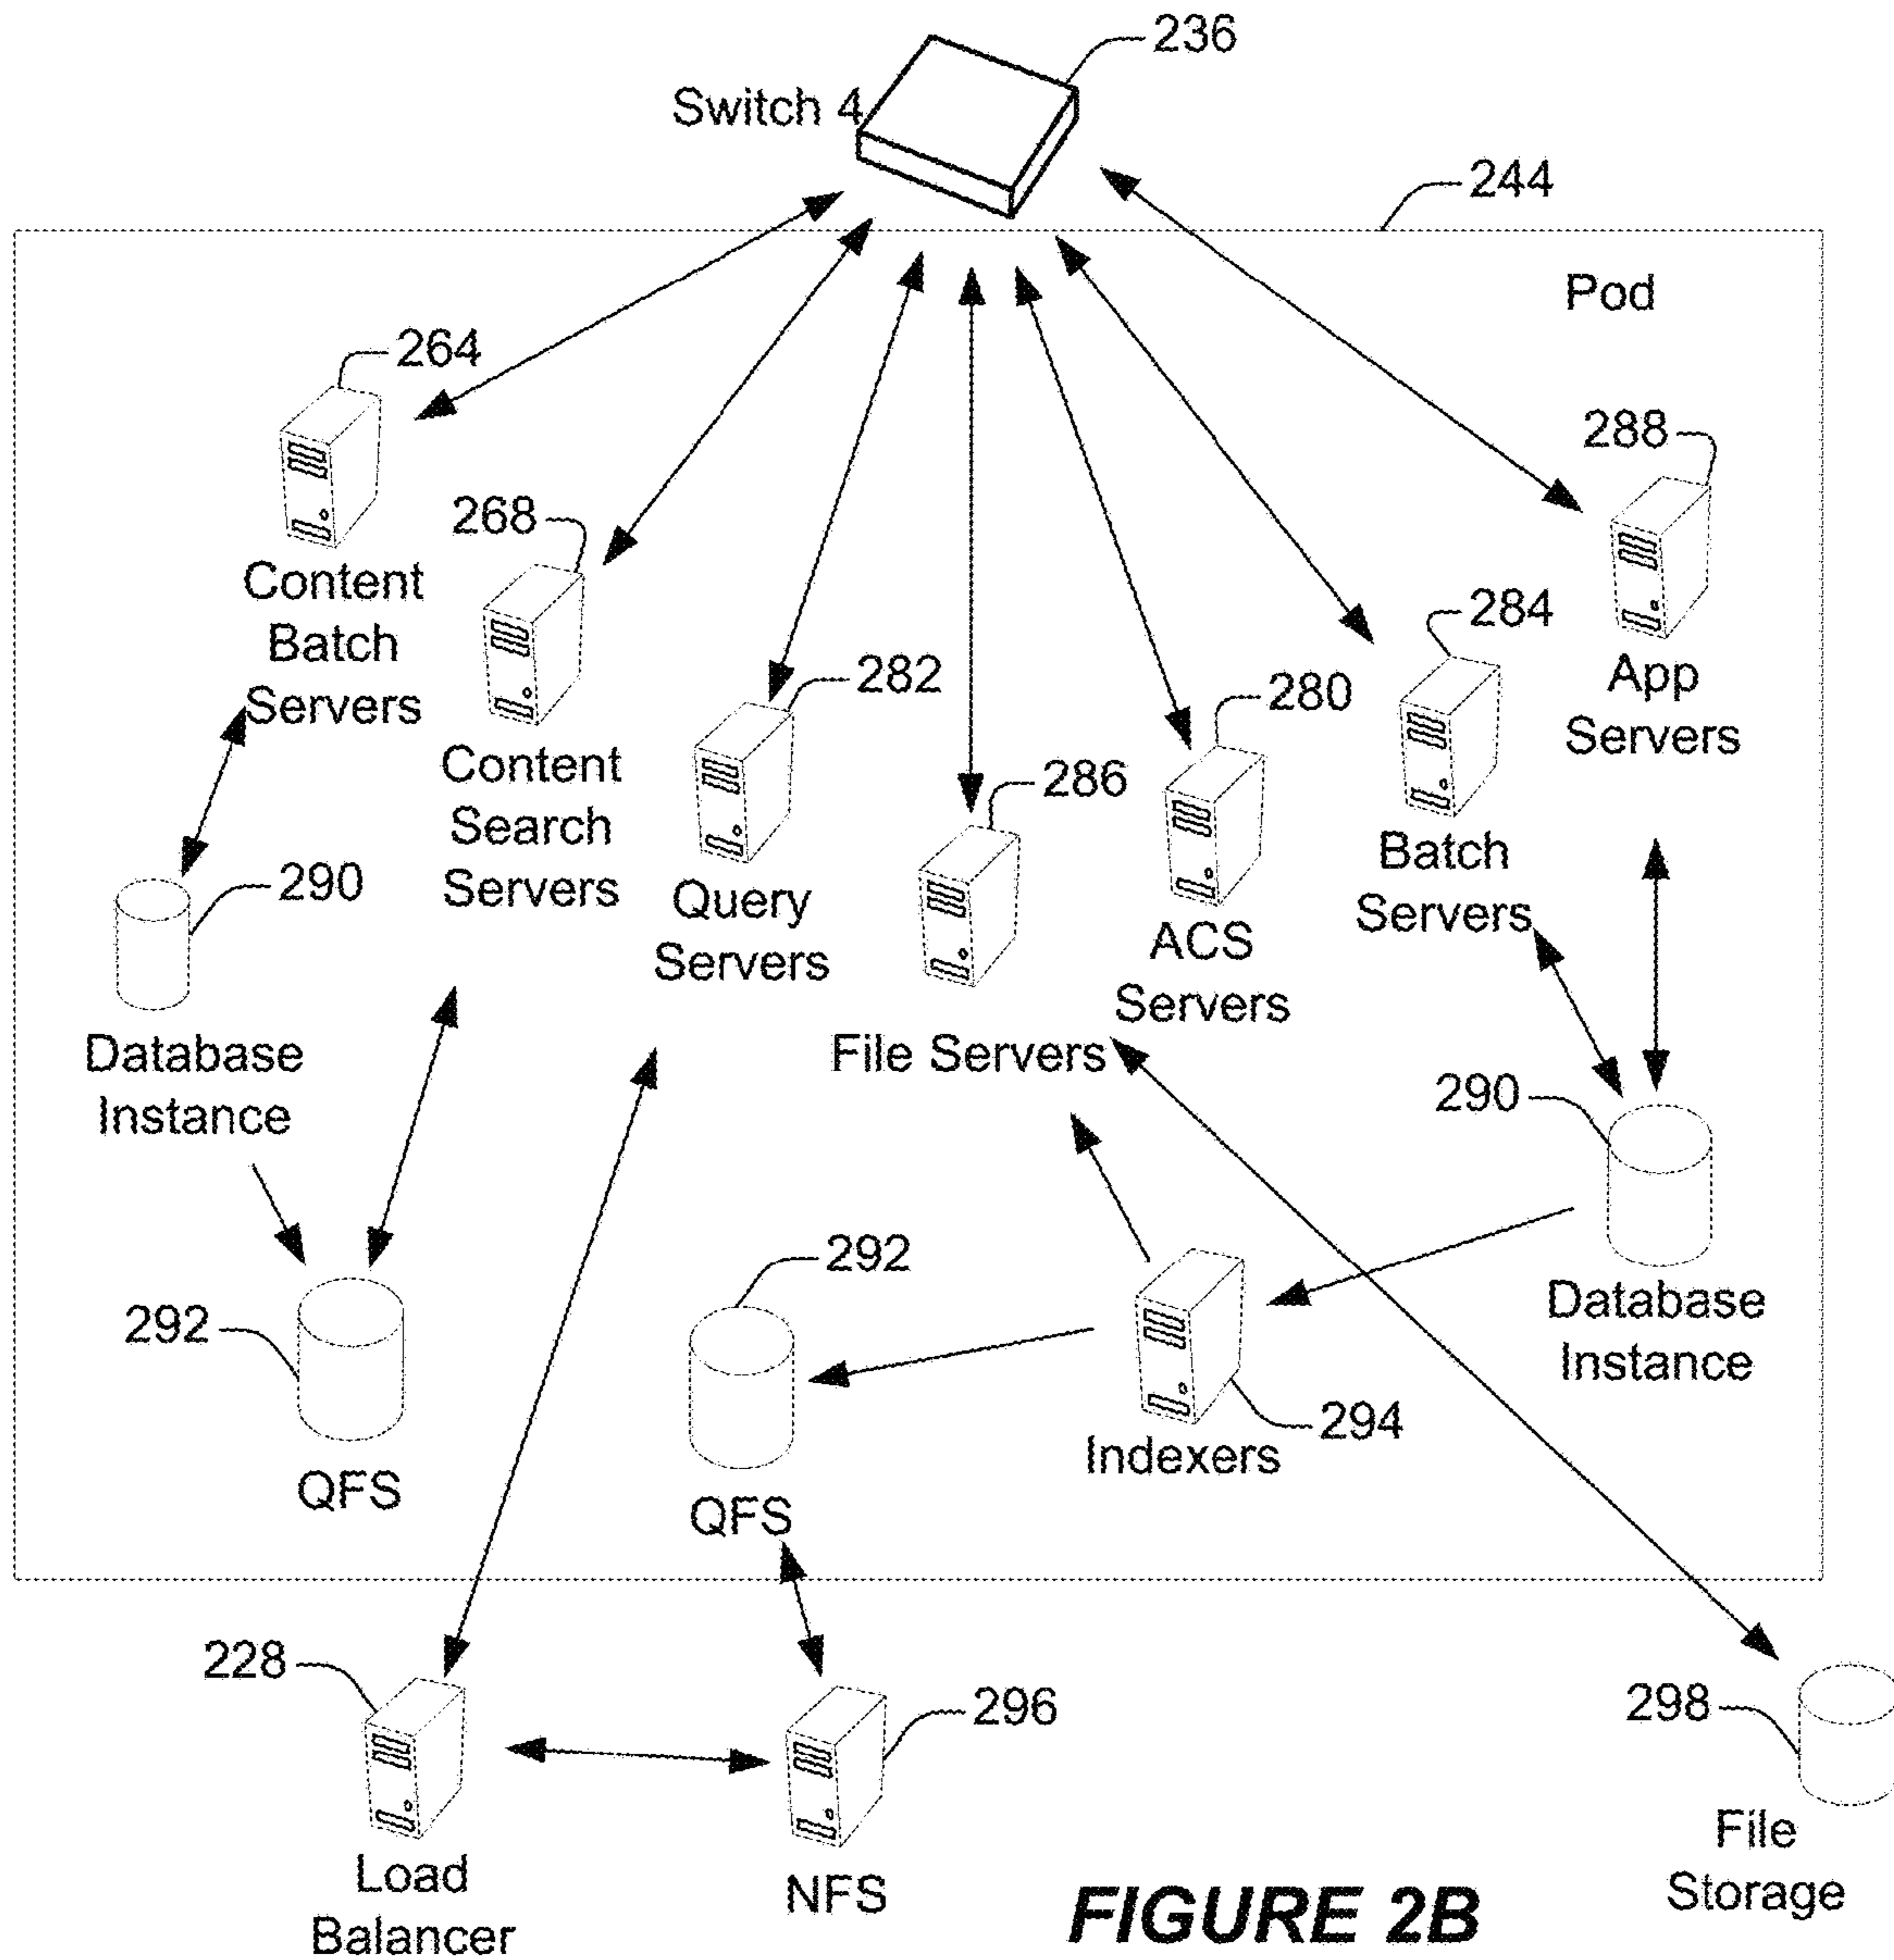 236
Switch 4
244
Pod
264
Content
Batch
Servers
268
Content
Search
Servers
282
Query
Servers
286
File Servers
280
ACS
Servers
284
Batch
Servers
288
App
Servers
290
Database
Instance
290
Database
Instance
292
QFS
292
QFS
294
Indexers
228
Load
Balancer
296
NFS
298
File
Storage
FIGURE 2B